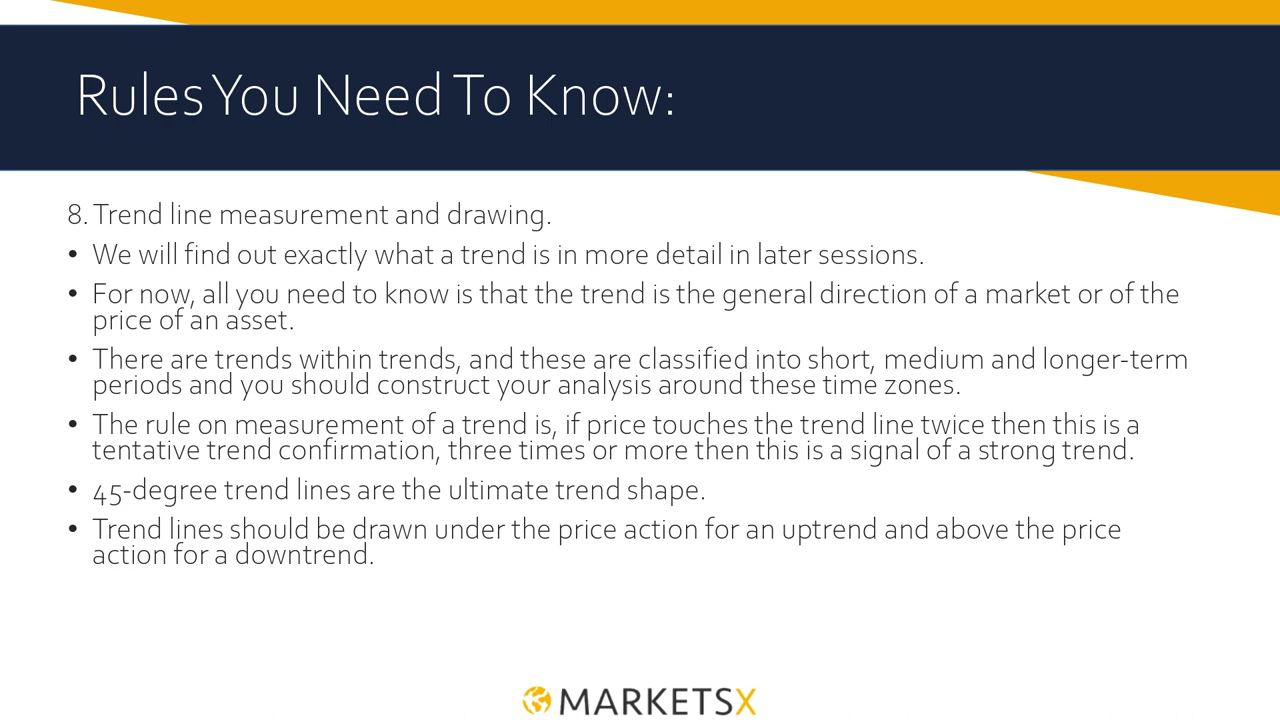 Rules You Need To Know:
8. Trend line measurement and drawing.
• We will find out exactly what a trend is in more detail in later sessions.
• For now, all you need to know is that the trend is the general direction of a market or of the
price of an asset.
• There are trends within trends, and these are classified into short, medium and longer-term
periods and you should construct your analysis around these time zones.
• The rule on measurement of a trend is, if price touches the trend line twice then this is a
tentative trend confirmation, three times or more then this is a signal of a strong trend.
• 45-degree trend lines are the ultimate trend shape.
• Trend lines should be drawn under the price action for an uptrend and above the price
action for a downtrend.
MARKETSX